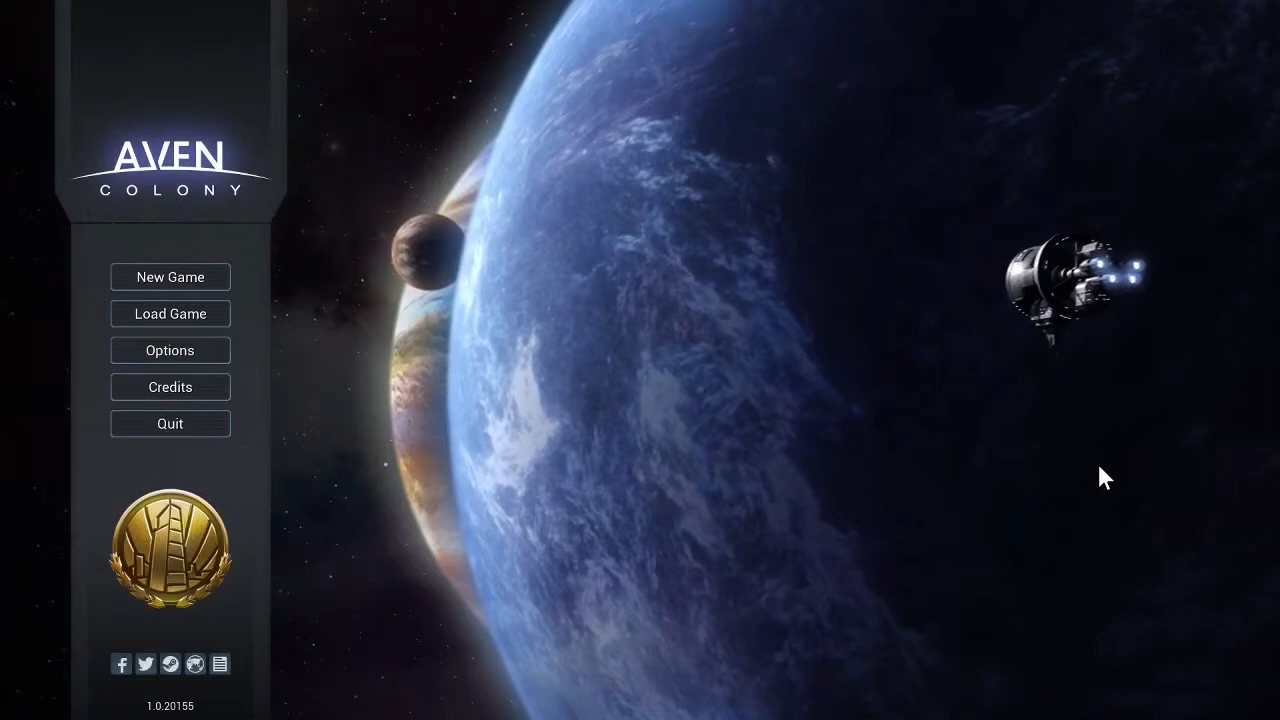 AVEN
COLONY
New Game
Load Game
Options
Credits
Quit
1.0.20155